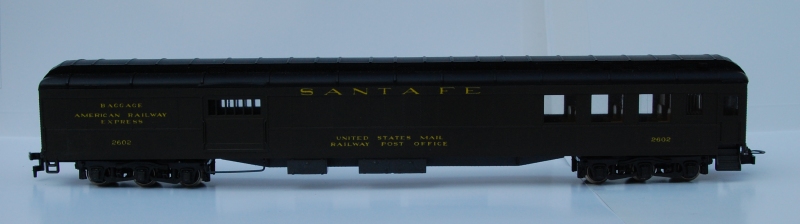 SANTA FE
BAGGAGE
AMERICAN RAILWAY
EXPRESS
2602
UNITED STATES MAIL
RAILWAY POST OFFICE
2602